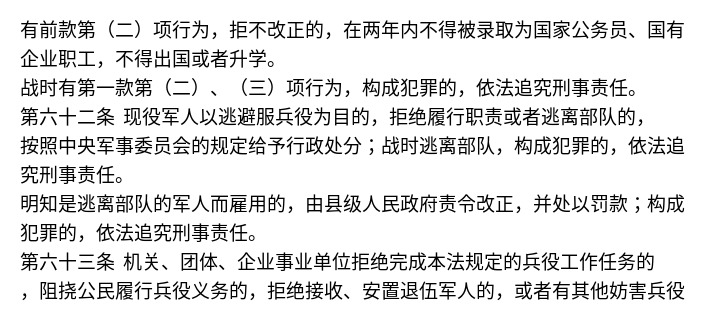 有前款第（二）项行为，拒不改正的，在两年内不得被录取为国家公务员、国有
企业职工，不得出国或者升学。
战时有第一款第（二）、（三）项行为，构成犯罪的，依法追究刑事责任。
第六十二条 现役军人以逃避服兵役为目的，拒绝履行职责或者逃离部队的，
按照中央军事委员会的规定给予行政处分；战时逃离部队，构成犯罪的，依法追
究刑事责任。
明知是逃离部队的军人而雇用的，由县级人民政府责令改正，并处以罚款；构成
犯罪的，依法追究刑事责任。
第六十三条 机关、团体、企业事业单位拒绝完成本法规定的兵役工作任务的
，阻挠公民履行兵役义务的，拒绝接收、安置退伍军人的，或者有其他妨害兵役